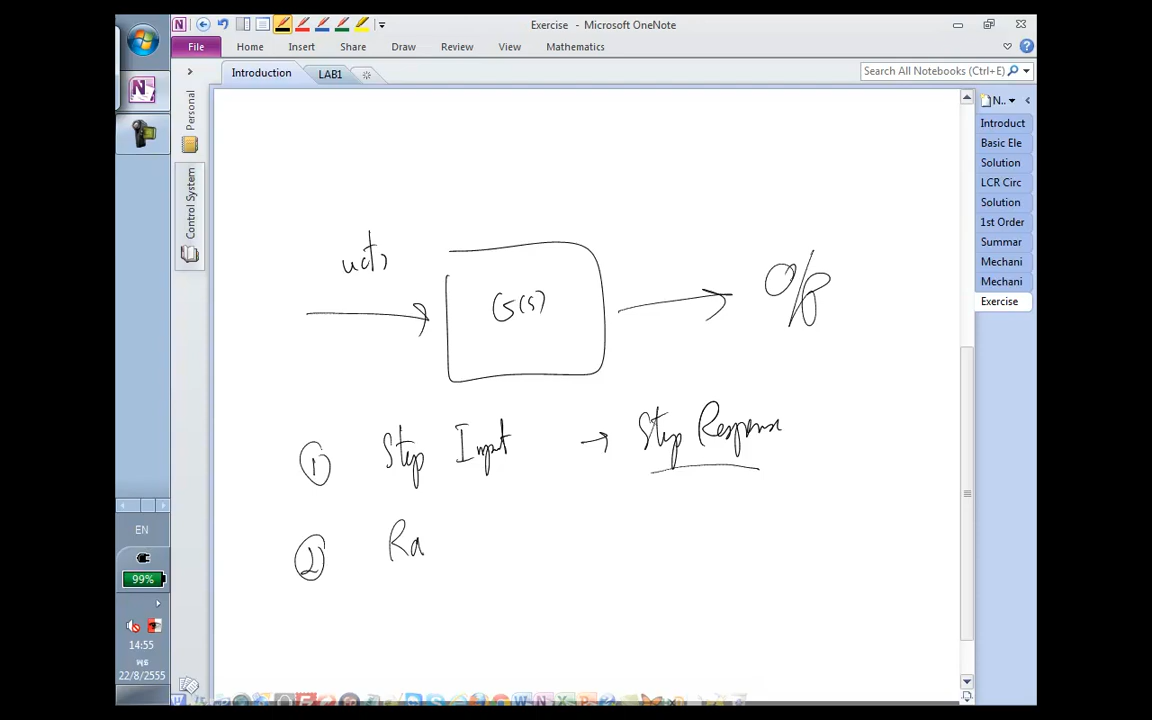 Exercise - Microsoft OneNote
File Home Insert Share Draw Review View Mathematics
Introduction LAB1
Search All Notebooks (Ctrl+E)
N..
Personal
Control System
Introduct
Basic Ele
Solution
LCR Circ
Solution
1st Order
Summar
Mechani
Mechani
Exercise
u(t)
G(s)
O/P
① Step Input → Step Response
② Ra
EN
99%
14:55
พุธ
22/8/2555